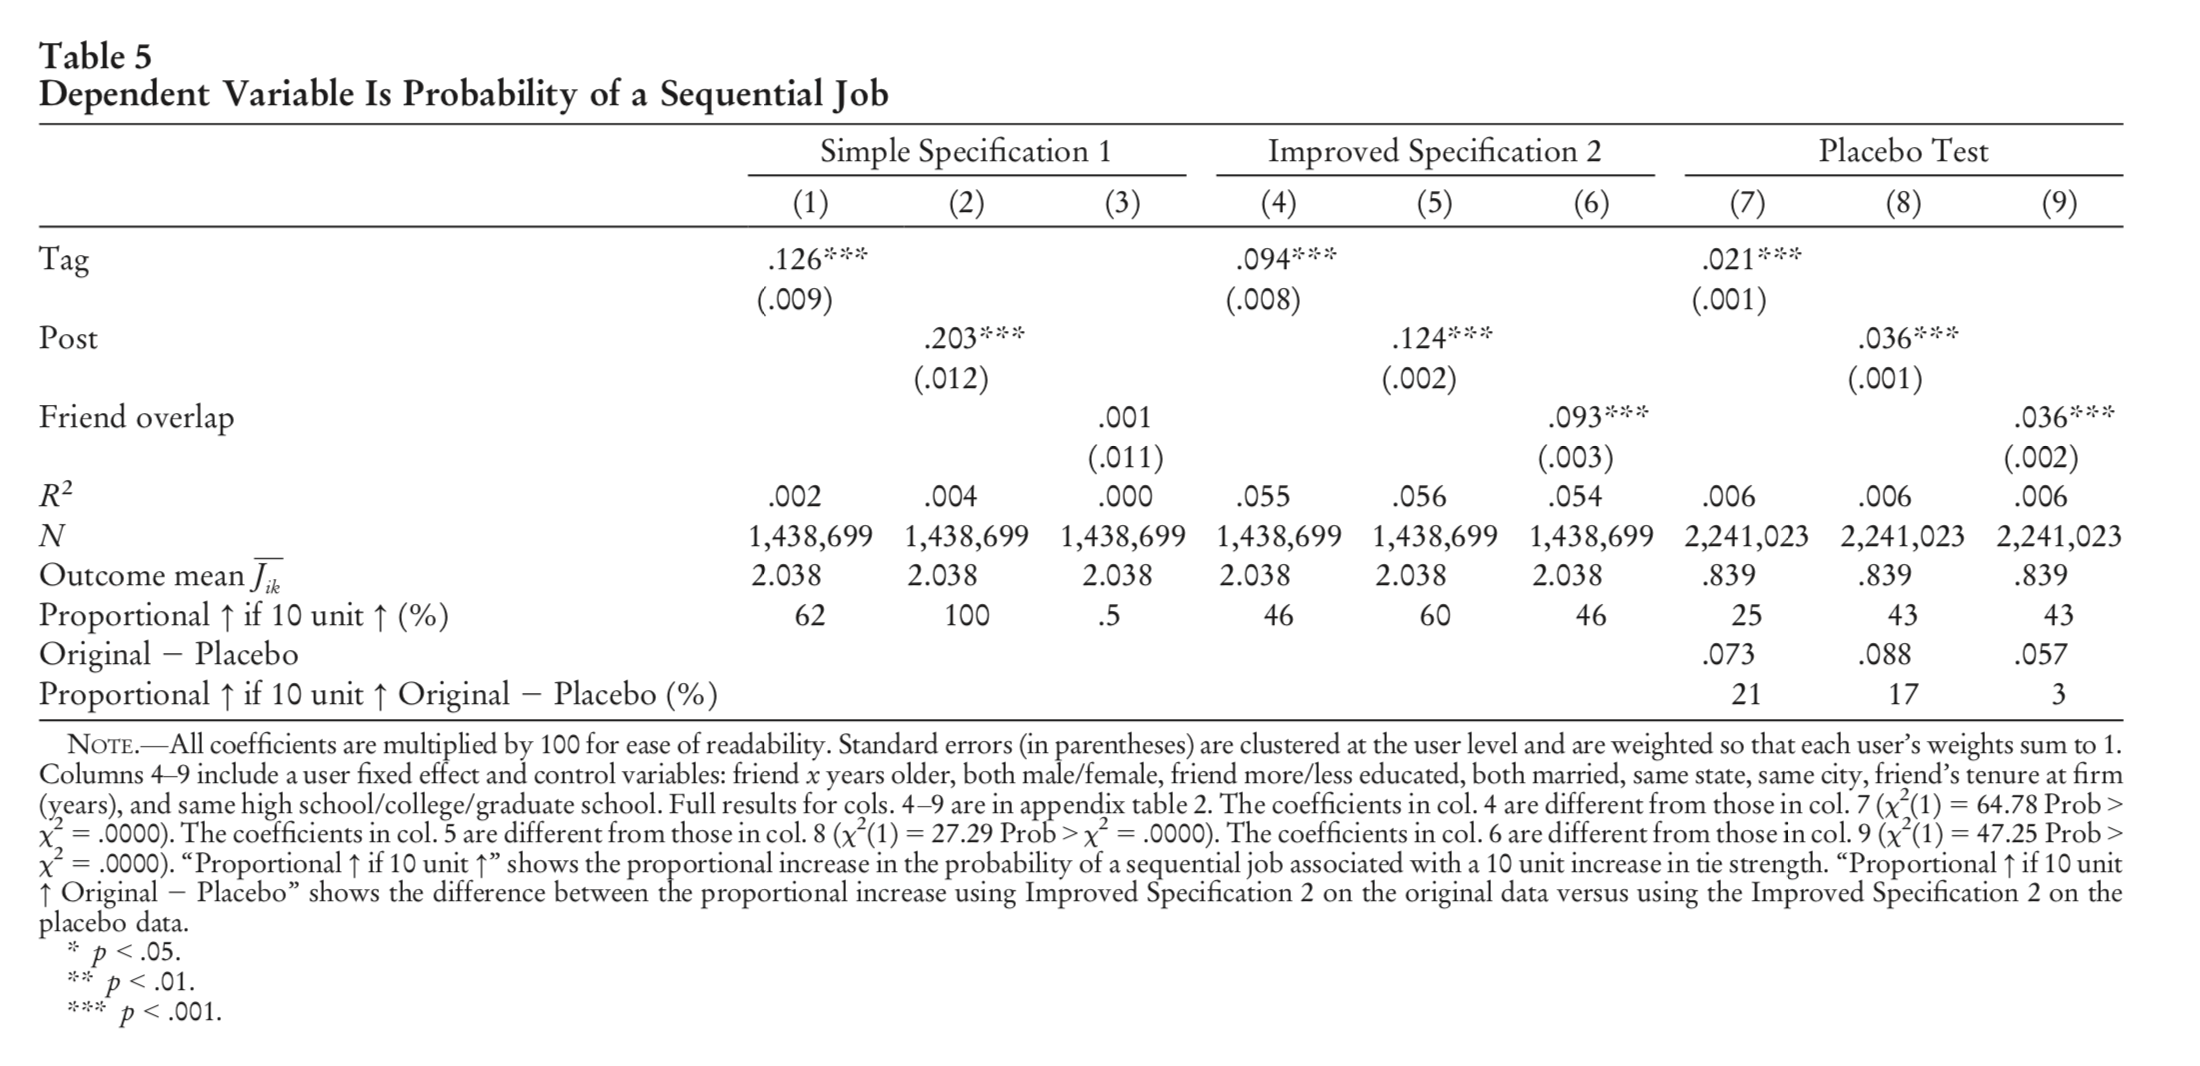 Table 5
Dependent Variable Is Probability of a Sequential Job
Simple Specification 1 Improved Specification 2 Placebo Test
(1) (2) (3) (4) (5) (6) (7) (8) (9)
Tag .126*** .094*** .021***
(.009) (.008) (.001)
Post .203*** .124*** .036***
(.012) (.002) (.001)
Friend overlap .001 .093*** .036***
(.011) (.003) (.002)
R² .002 .004 .000 .055 .056 .054 .006 .006 .006
N 1,438,699 1,438,699 1,438,699 1,438,699 1,438,699 1,438,699 2,241,023 2,241,023 2,241,023
Outcome mean J̅ik 2.038 2.038 2.038 2.038 2.038 2.038 .839 .839 .839
Proportional ↑ if 10 unit ↑ (%) 62 100 .5 46 60 46 25 43 43
Original − Placebo .073 .088 .057
Proportional ↑ if 10 unit ↑ Original − Placebo (%) 21 17 3
NOTE.—All coefficients are multiplied by 100 for ease of readability. Standard errors (in parentheses) are clustered at the user level and are weighted so that each user’s weights sum to 1.
Columns 4–9 include a user fixed effect and control variables: friend x years older, both male/female, friend more/less educated, both married, same state, same city, friend’s tenure at firm
(years), and same high school/college/graduate school. Full results for cols. 4–9 are in appendix table 2. The coefficients in col. 4 are different from those in col. 7 (χ²(1) = 64.78 Prob >
χ² = .0000). The coefficients in col. 5 are different from those in col. 8 (χ²(1) = 27.29 Prob > χ² = .0000). The coefficients in col. 6 are different from those in col. 9 (χ²(1) = 47.25 Prob >
χ² = .0000). “Proportional ↑ if 10 unit ↑” shows the proportional increase in the probability of a sequential job associated with a 10 unit increase in tie strength. “Proportional ↑ if 10 unit
↑ Original − Placebo” shows the difference between the proportional increase using Improved Specification 2 on the original data versus using the Improved Specification 2 on the
placebo data.
* p < .05.
** p < .01.
*** p < .001.